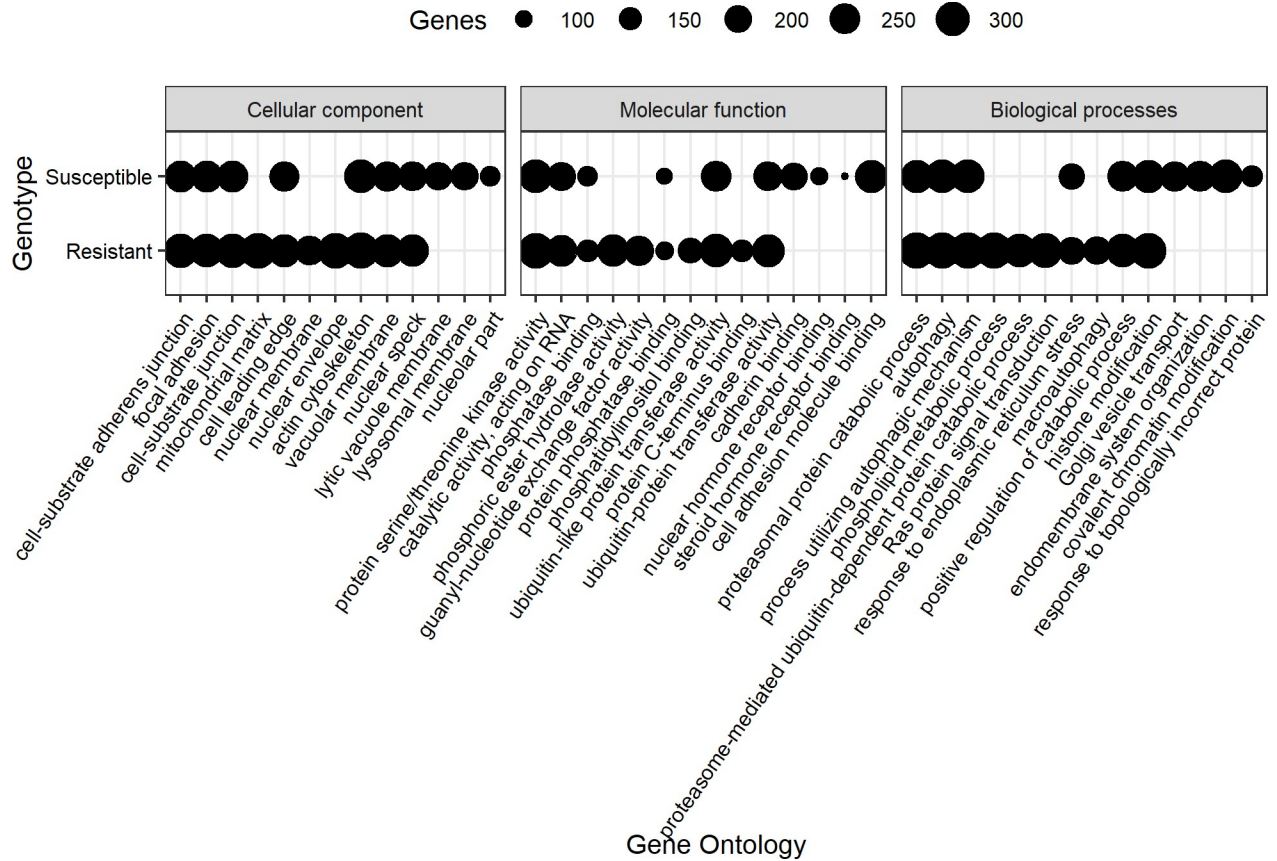 Genes 100 150 200 250 300
Cellular component
Molecular function
Biological processes
Genotype
Susceptible
Resistant
cell-substrate adherens junction
focal adhesion
cell-substrate junction
mitochondrial matrix
cell leading edge
nuclear membrane
nuclear envelope
actin cytoskeleton
vacuolar membrane
nuclear speck
lytic vacuole membrane
lysosomal membrane
nucleolar part
protein serine/threonine kinase activity
catalytic activity, acting on RNA
phosphatase binding
phosphoric ester hydrolase activity
guanyl-nucleotide exchange factor activity
protein phosphatase binding
phosphatidylinositol binding
ubiquitin-like protein transferase activity
protein C-terminus binding
ubiquitin-protein transferase activity
cadherin binding
nuclear hormone receptor binding
steroid hormone receptor binding
cell adhesion molecule binding
proteasomal protein catabolic process
autophagy
process utilizing autophagic mechanism
phospholipid metabolic process
proteasome-mediated ubiquitin-dependent protein catabolic process
Ras protein signal transduction
response to endoplasmic reticulum stress
macroautophagy
positive regulation of catabolic process
histone modification
Golgi vesicle transport
endomembrane system organization
covalent chromatin modification
response to topologically incorrect protein
Gene Ontology